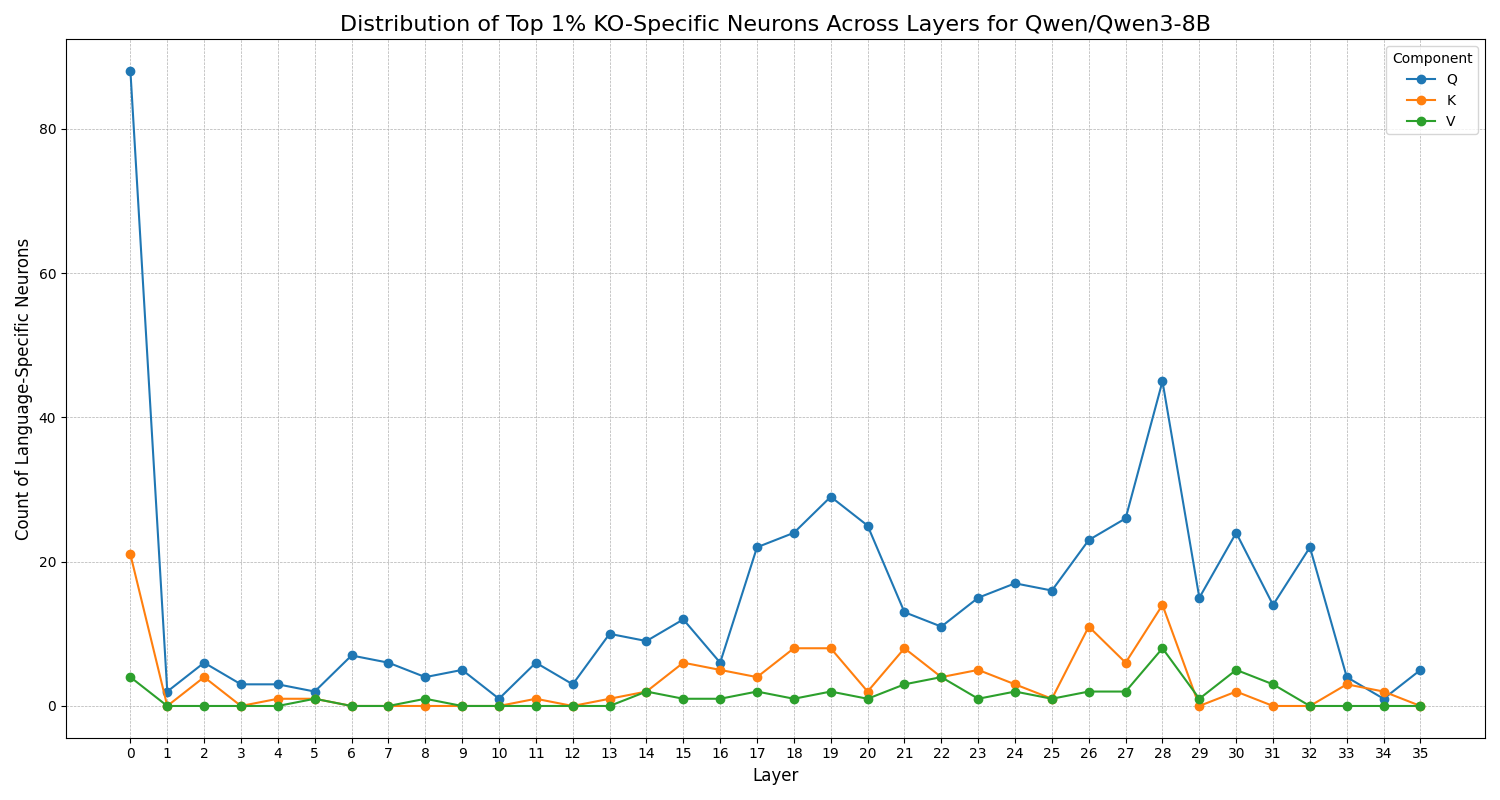 Distribution of Top 1% KO-Specific Neurons Across Layers for Qwen/Qwen3-8B
Component
Q
K
V
Count of Language-Specific Neurons
80
60
40
20
0
0 1 2 3 4 5 6 7 8 9 10 11 12 13 14 15 16 17 18 19 20 21 22 23 24 25 26 27 28 29 30 31 32 33 34 35
Layer